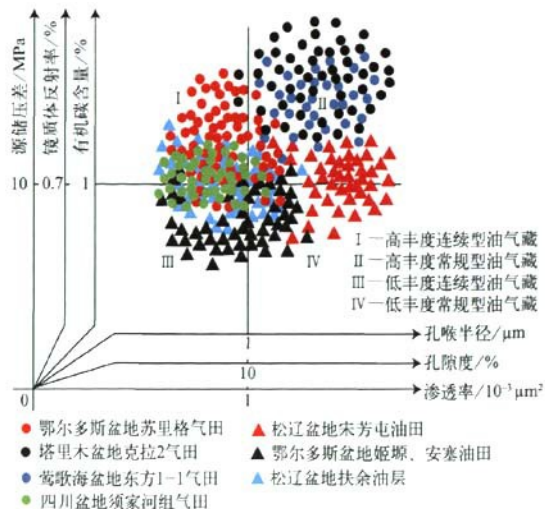 源储压差/MPa
镜质体反射率/%
有机碳含量/%
I
II
10
0.7
1
III
IV
I—高丰度连续型油气藏
II—高丰度常规型油气藏
III—低丰度连续型油气藏
IV—低丰度常规型油气藏
1
孔喉半径/μm
10
孔隙度/%
0
1
渗透率/10⁻³μm²
鄂尔多斯盆地苏里格气田
松辽盆地宋芳屯油田
塔里木盆地克拉2气田
鄂尔多斯盆地姬塬、安塞油田
莺歌海盆地东方1-1气田
松辽盆地扶余油层
四川盆地须家河组气田